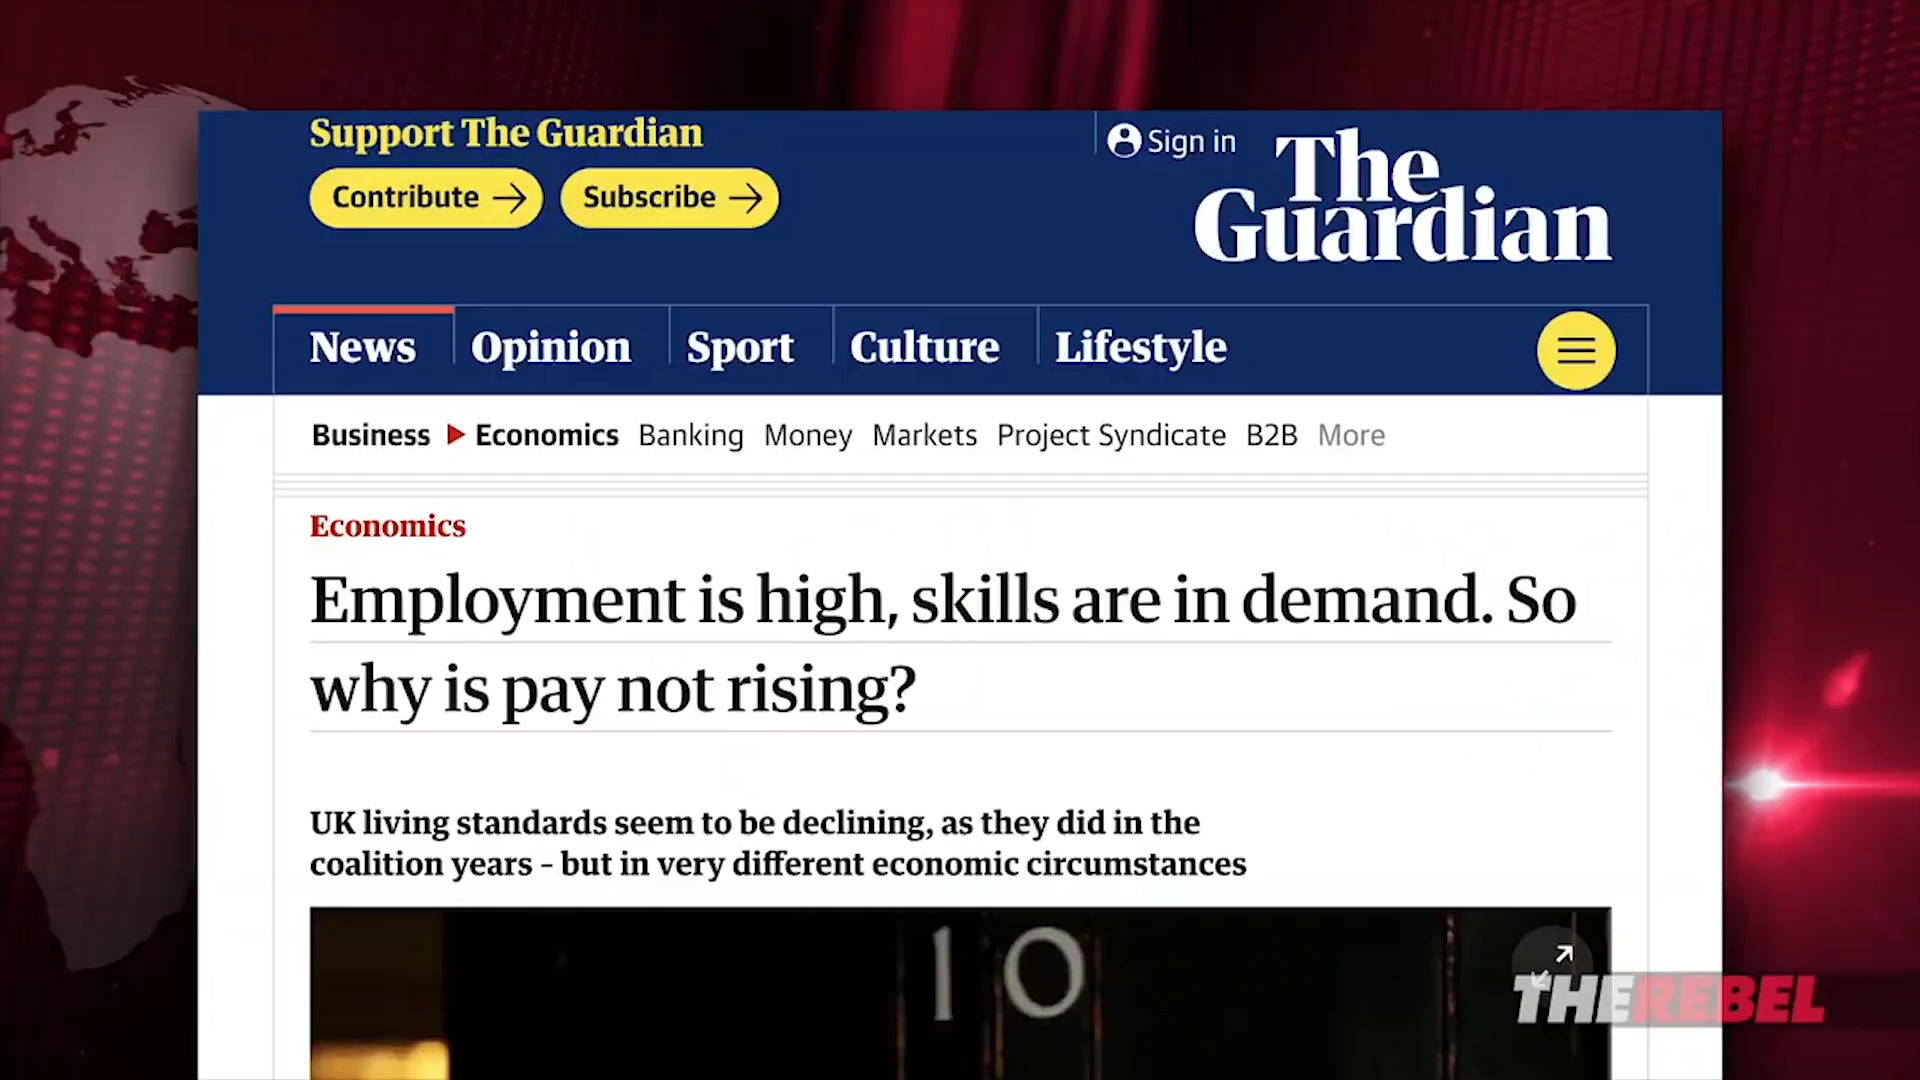 Support The Guardian
Contribute
Subscribe
Sign in
The
Guardian
News
Opinion
Sport
Culture
Lifestyle
Business
Economics
Banking
Money
Markets
Project Syndicate
B2B
More
Economics
Employment is high, skills are in demand. So
why is pay not rising?
UK living standards seem to be declining, as they did in the
coalition years – but in very different economic circumstances
10
THEREBEL